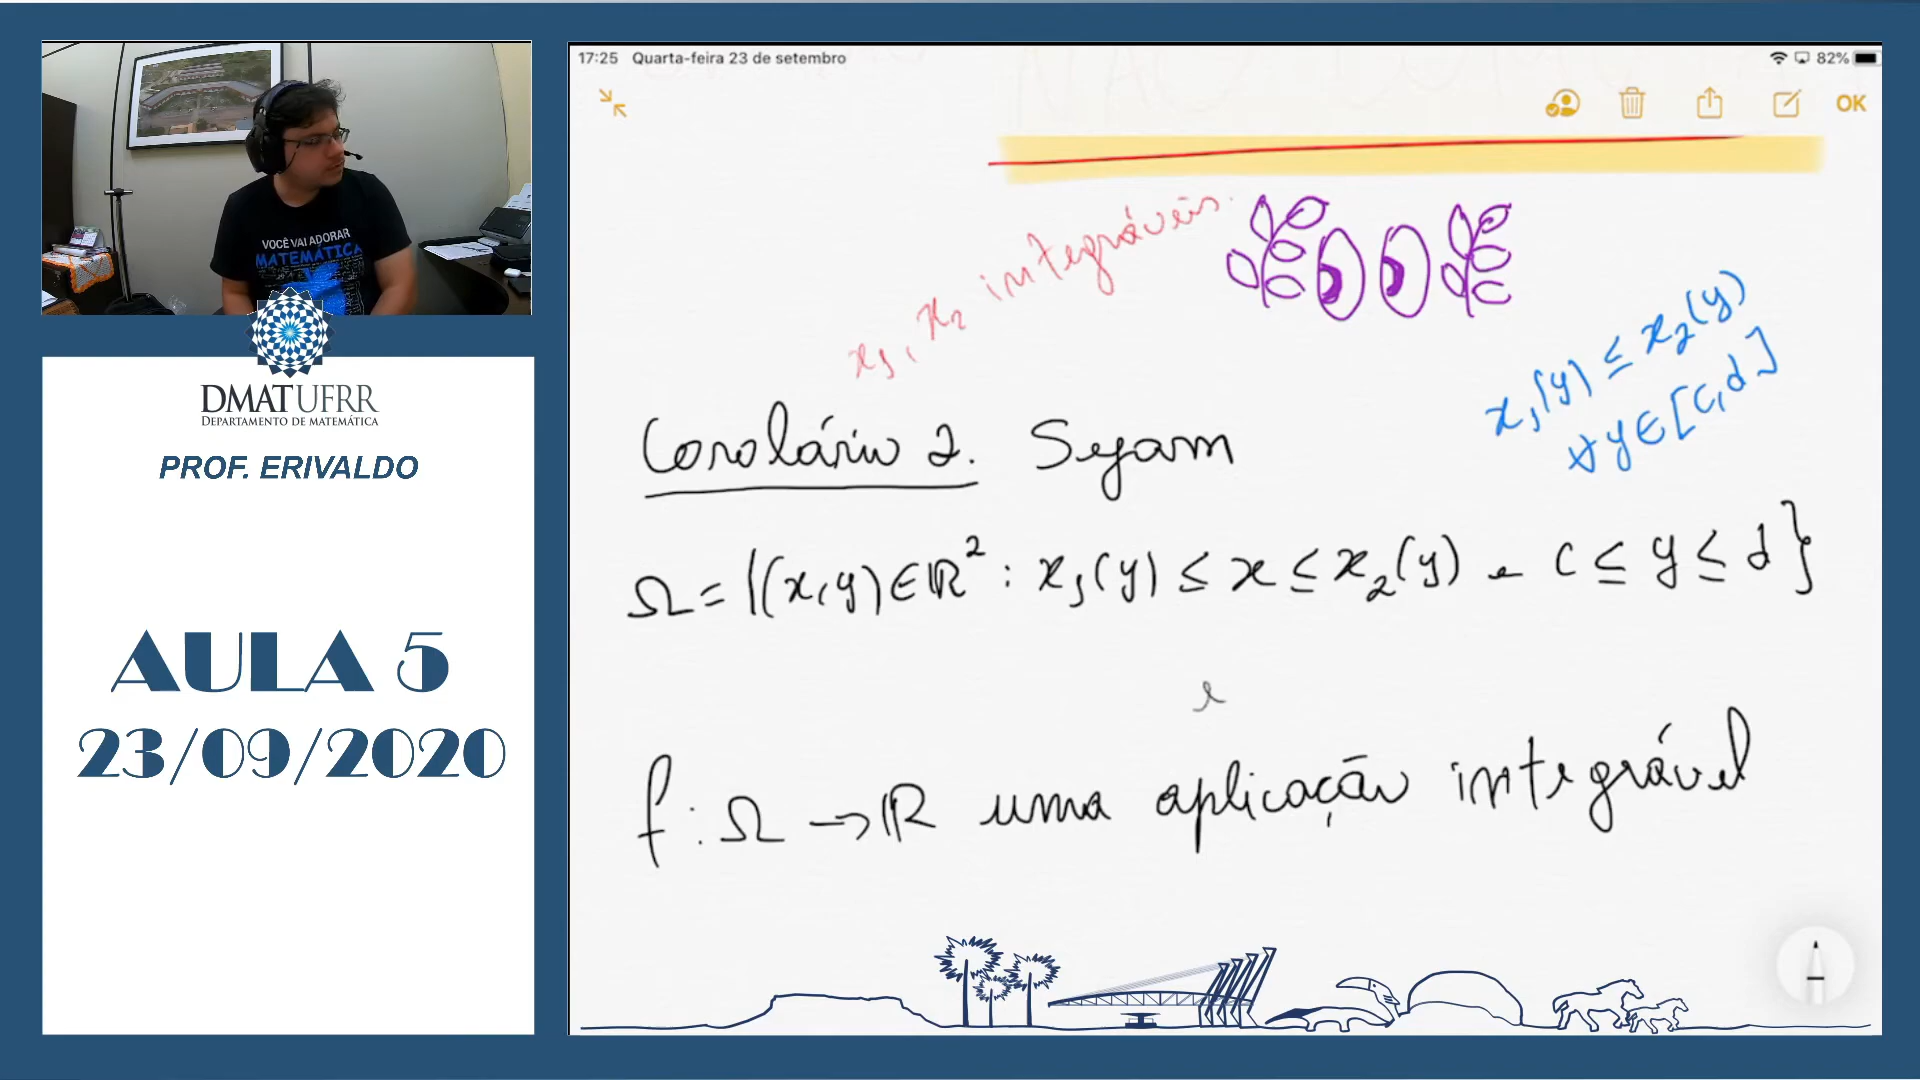 17:25 Quarta-feira 23 de setembro
82%
OK
VOCÊ VAI ADORAR
MATEMÁTICA
DMATUFRR
DEPARTAMENTO DE MATEMÁTICA
PROF. ERIVALDO
AULA 5
23/09/2020
x₁, x₂ integráveis.
x₁(y) ≤ x₂(y)
∀y∈[c,d]
Corolário 2. Sejam
Ω = {(x,y)∈ℝ² : x₁(y) ≤ x ≤ x₂(y) e c ≤ y ≤ d}
e
f: Ω → ℝ uma aplicação integrável